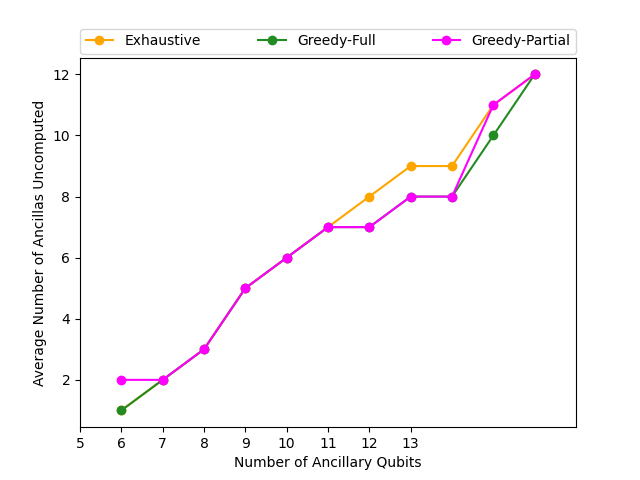 Exhaustive Greedy-Full Greedy-Partial
12
10
8
6
4
2
Average Number of Ancillas Uncomputed
5 6 7 8 9 10 11 12 13
Number of Ancillary Qubits